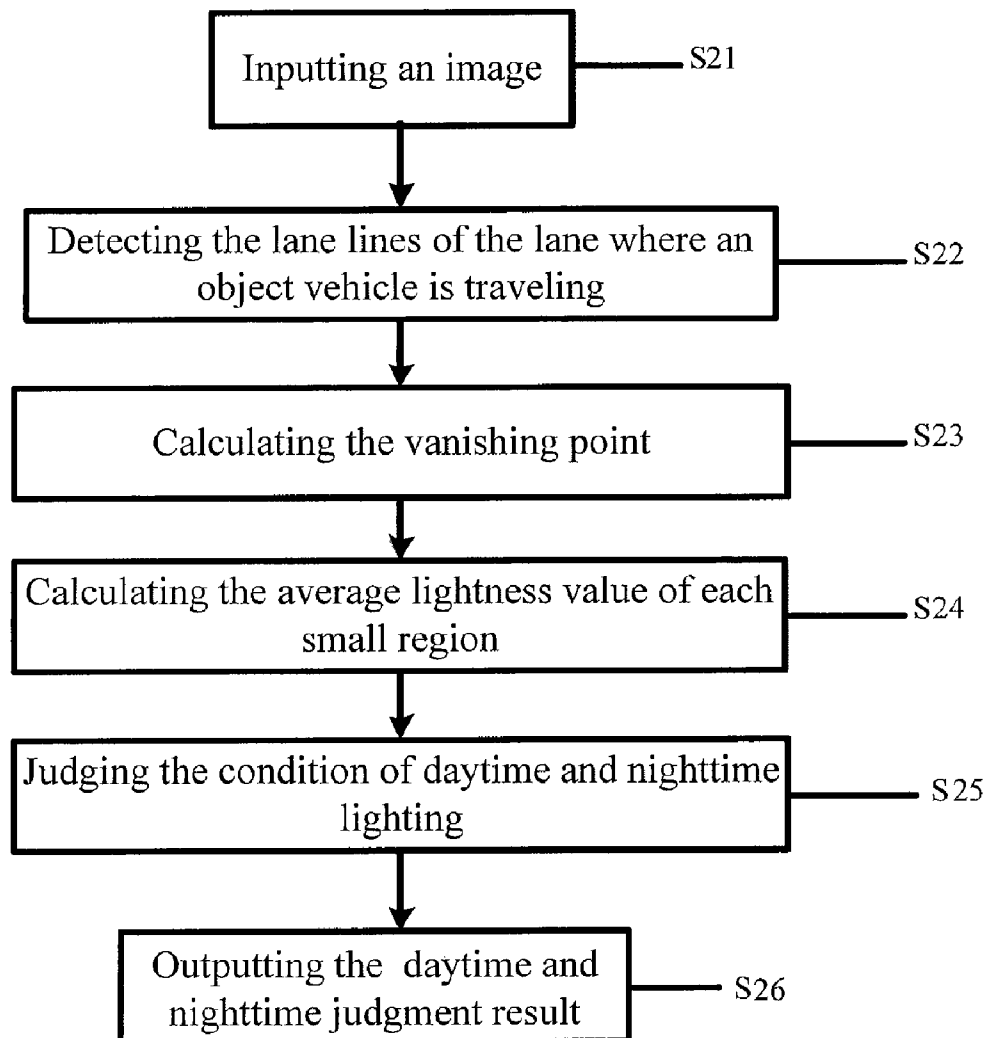 Inputting an image
S21
Detecting the lane lines of the lane where an
object vehicle is traveling
S22
Calculating the vanishing point
S23
Calculating the average lightness value of each
small region
S24
Judging the condition of daytime and nighttime
lighting
S25
Outputting the daytime and
nighttime judgment result
S26